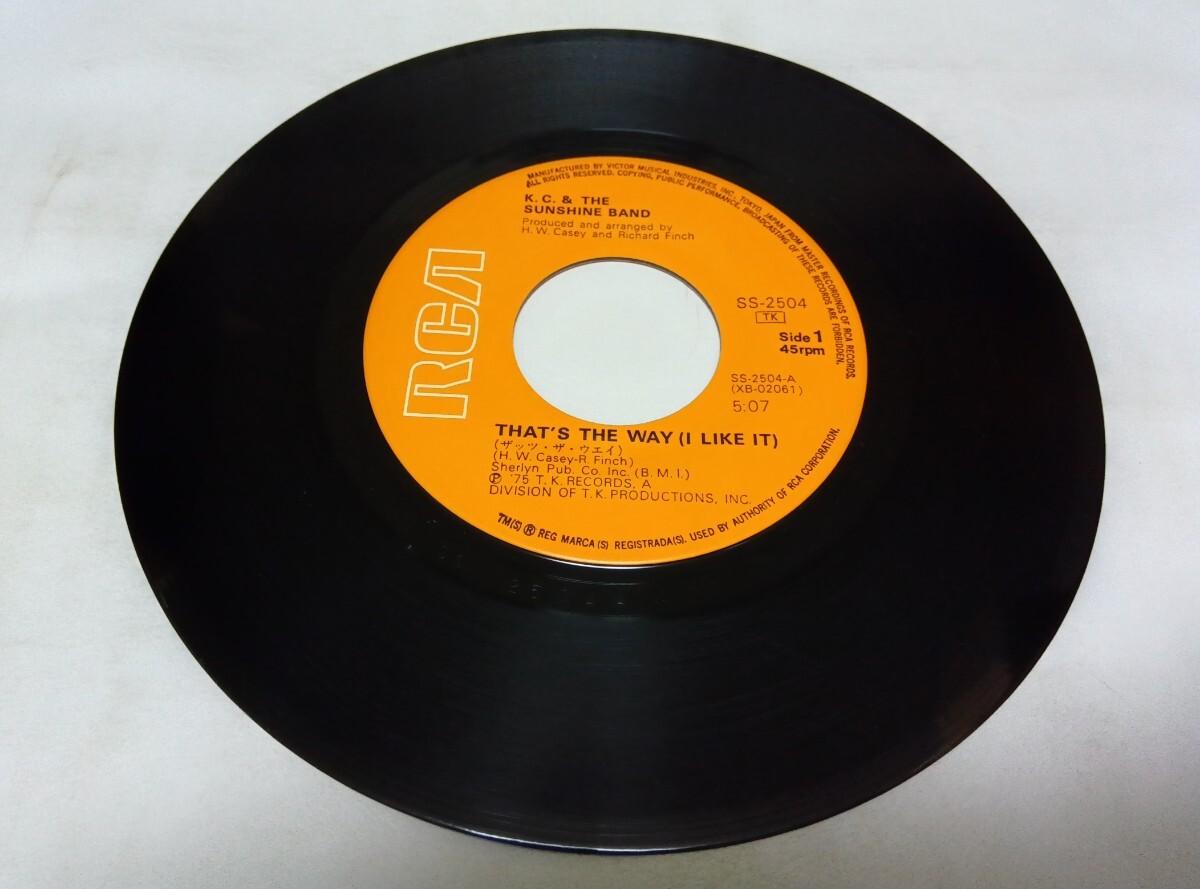 MANUFACTURED BY VICTOR MUSICAL INDUSTRIES, INC., TOKYO, JAPAN FROM MASTER RECORDINGS OF RCA RECORDS.
ALL RIGHTS RESERVED. COPYING, PUBLIC PERFORMANCE, BROADCASTING OF THESE RECORDS ARE FORBIDDEN.
K. C. & THE
SUNSHINE BAND
Produced and arranged by
H. W. Casey and Richard Finch
RCA
SS-2504
TK
Side 1
45rpm
SS-2504-A
(XB-02061)
5:07
THAT'S THE WAY (I LIKE IT)
(ザッツ・ザ・ウエイ)
(H. W. Casey-R. Finch)
Sherlyn Pub. Co. Inc. (B. M. I.)
Ⓟ '75 T. K. RECORDS, A
DIVISION OF T. K. PRODUCTIONS, INC.
TM(S) ® REG MARCA(S) REGISTRADA(S). USED BY AUTHORITY OF RCA CORPORATION.